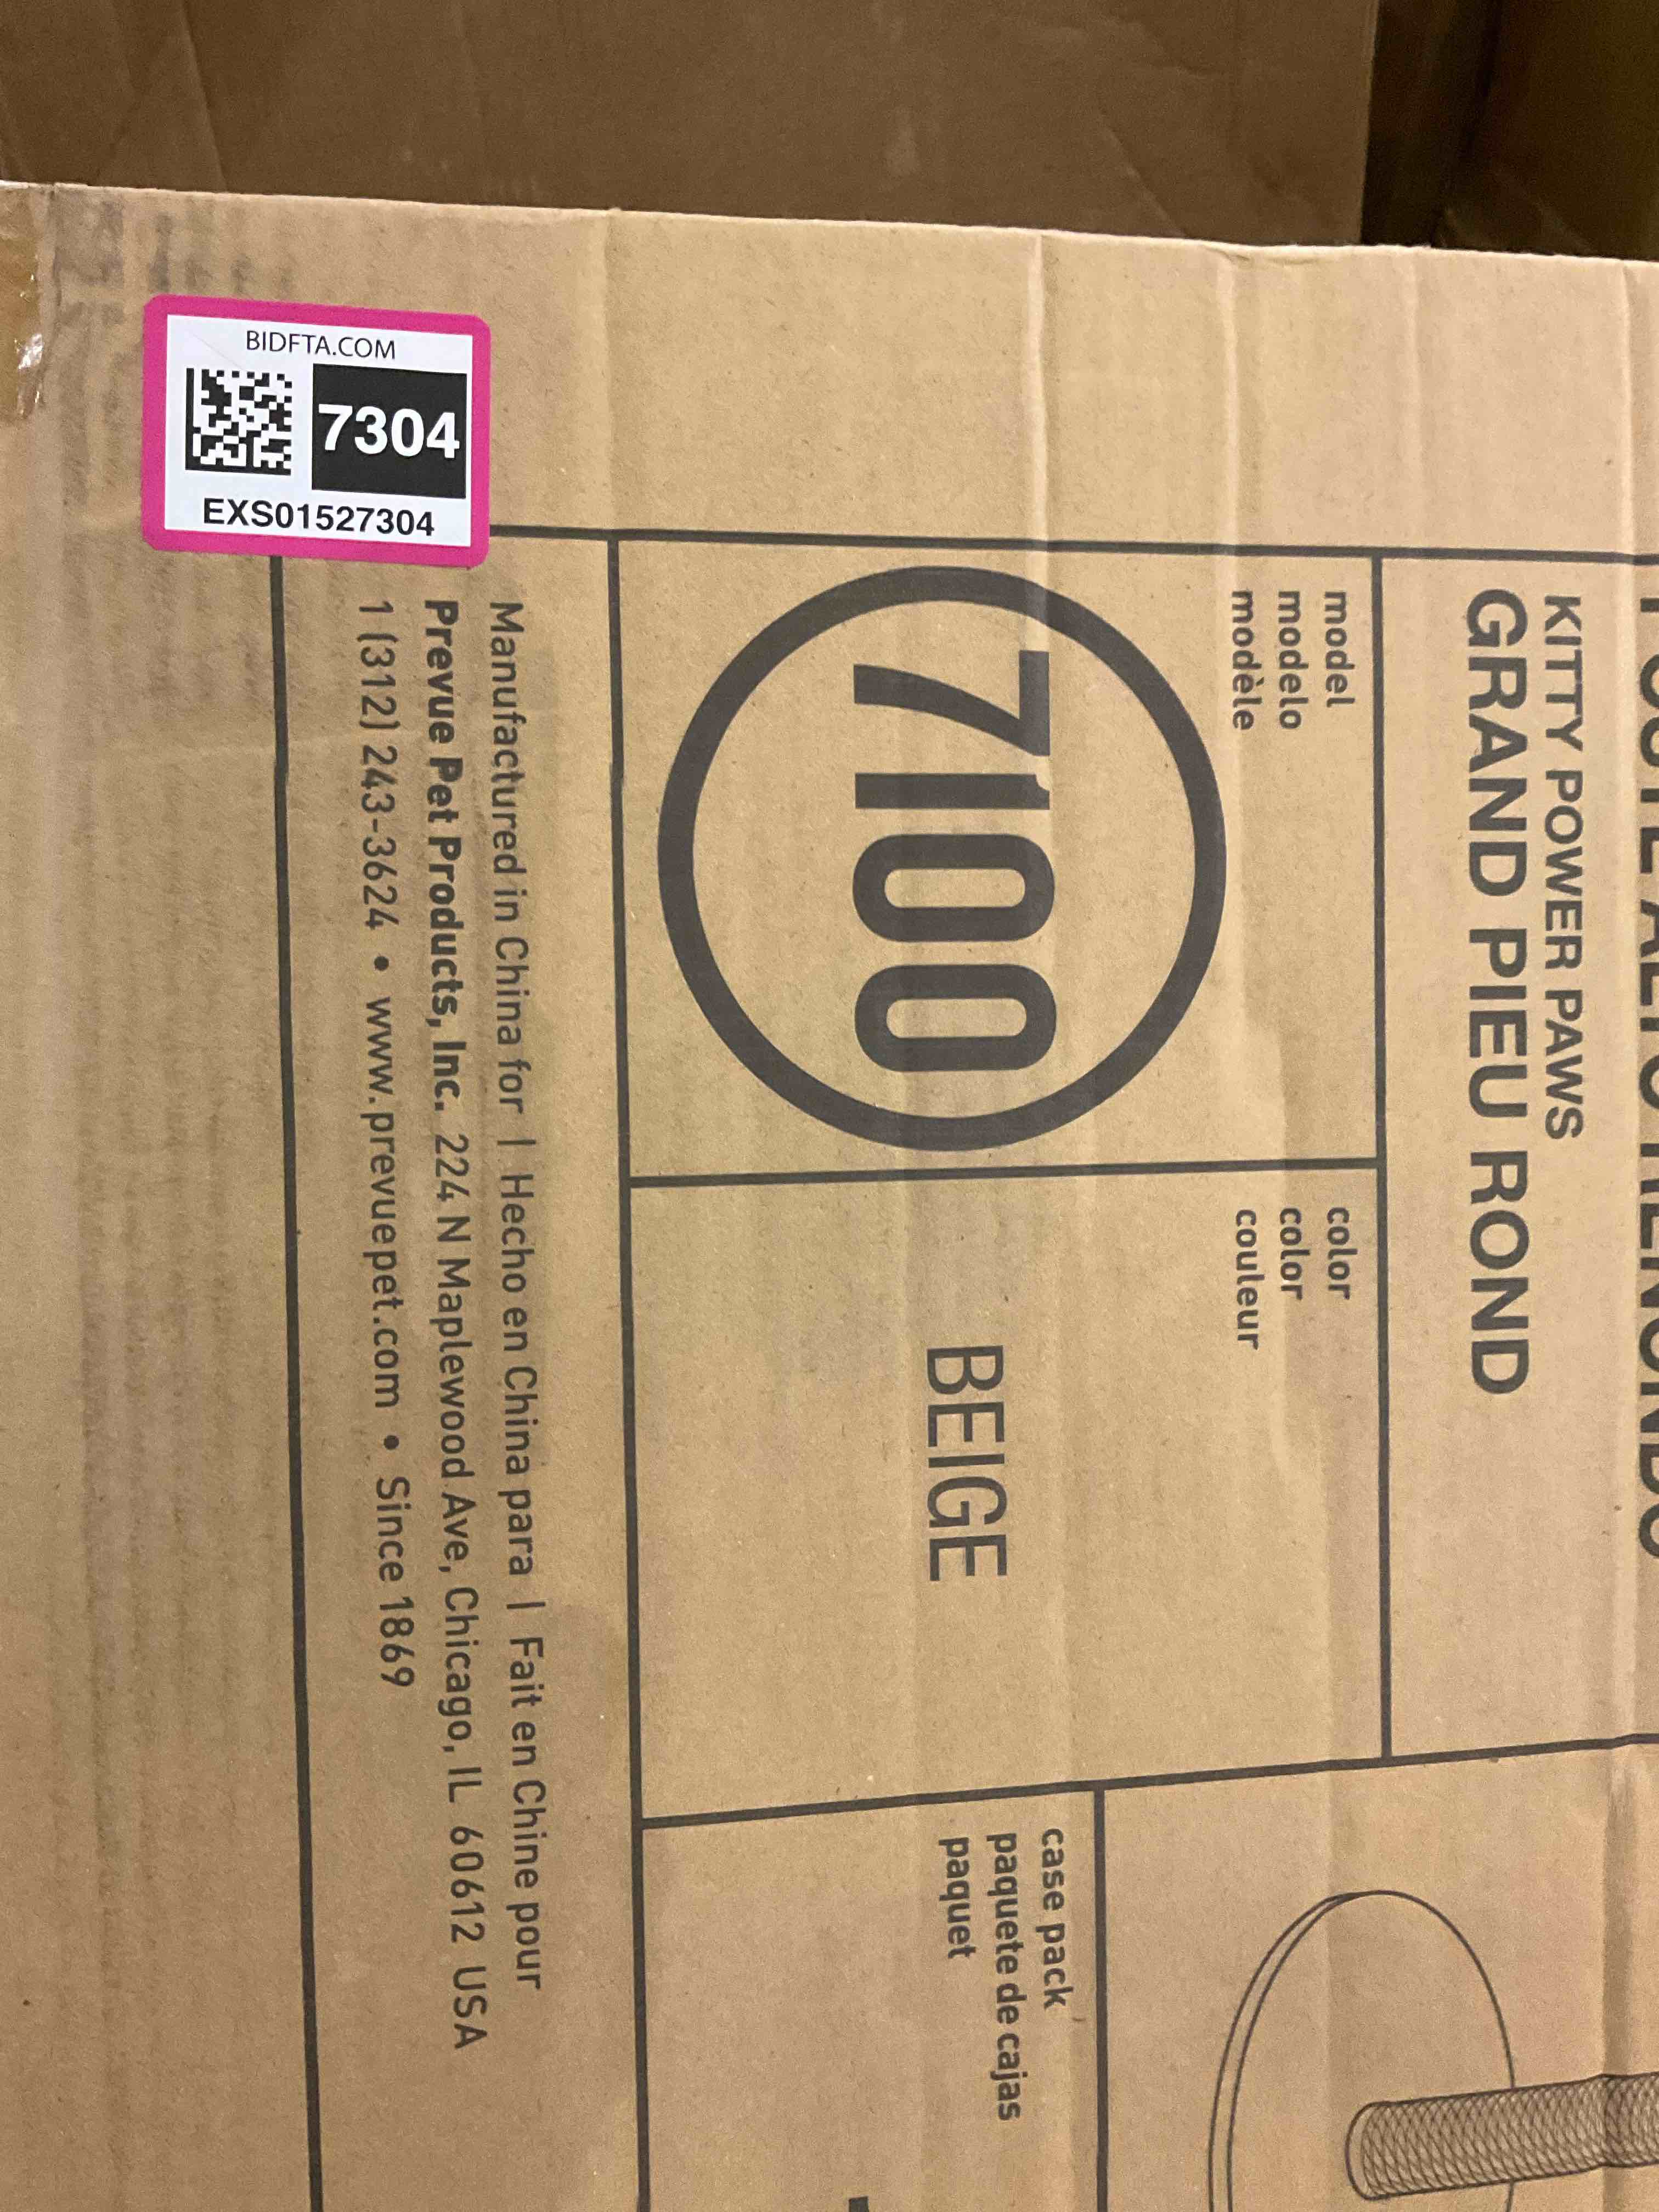 BIDFTA.COM
7304
EXS01527304
KITTY POWER PAWS
GRAND PIEU ROND
model
modelo
modèle
7100
color
color
couleur
BEIGE
case pack
paquete de cajas
paquet
Manufactured in China for | Hecho en China para | Fait en Chine pour
Prevue Pet Products, Inc. 224 N Maplewood Ave, Chicago, IL 60612 USA
1 (312) 243-3624 • www.prevuepet.com • Since 1869